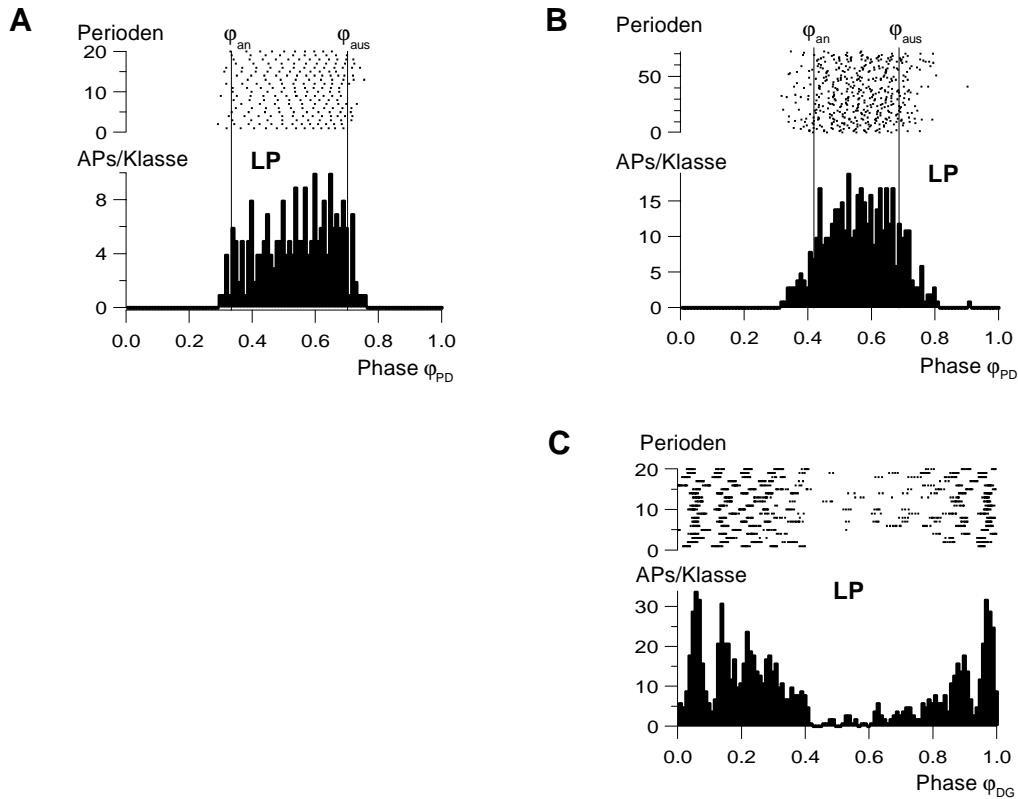 A
Perioden
φan
φaus
20
10
0
APs/Klasse
LP
8
4
0
0.0 0.2 0.4 0.6 0.8 1.0
Phase φPD
B
Perioden
φan
φaus
50
0
APs/Klasse
LP
15
10
5
0
0.0 0.2 0.4 0.6 0.8 1.0
Phase φPD
C
Perioden
20
10
0
APs/Klasse
LP
30
20
10
0
0.0 0.2 0.4 0.6 0.8 1.0
Phase φDG